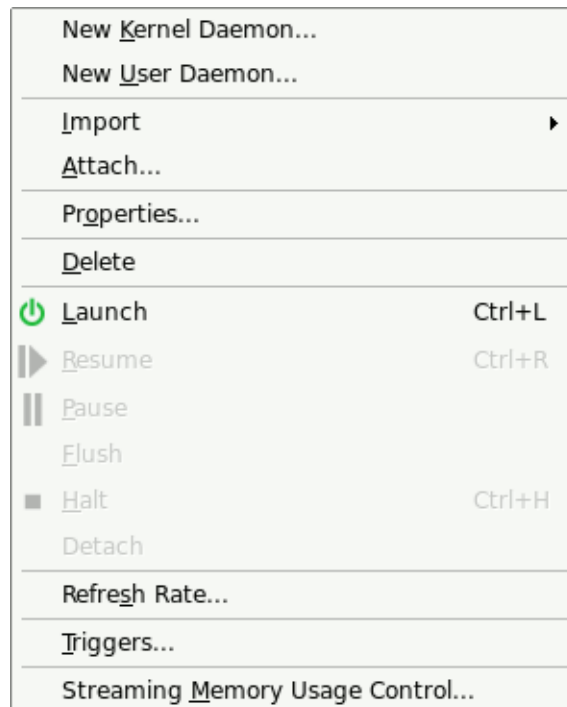 New Kernel Daemon...
New User Daemon...
Import
Attach...
Properties...
Delete
Launch Ctrl+L
Resume Ctrl+R
Pause
Flush
Halt Ctrl+H
Detach
Refresh Rate...
Triggers...
Streaming Memory Usage Control...